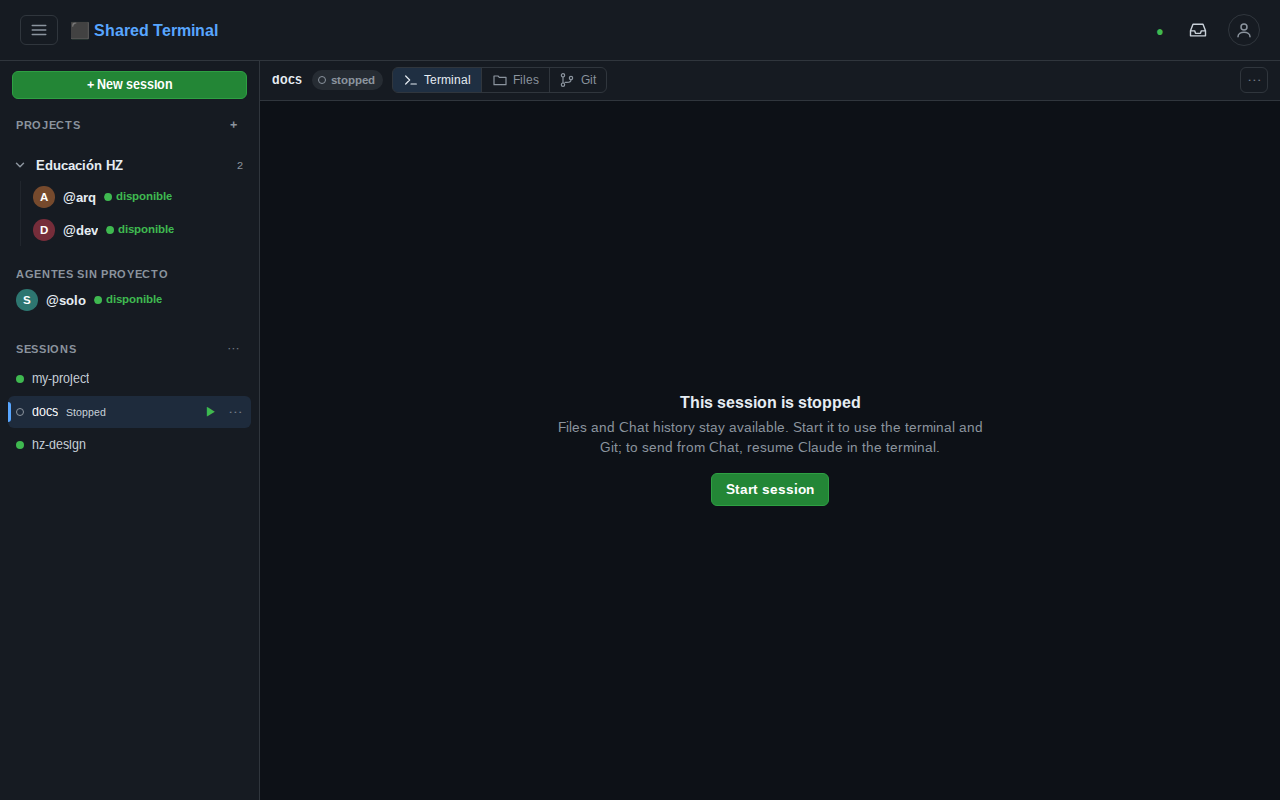 Shared Terminal
+ New session
PROJECTS +
Educación HZ 2
A @arq disponible
D @dev disponible
AGENTES SIN PROYECTO
S @solo disponible
SESSIONS ...
my-project
docs Stopped ...
hz-design
docs stopped Terminal Files Git ...
This session is stopped
Files and Chat history stay available. Start it to use the terminal and
Git; to send from Chat, resume Claude in the terminal.
Start session